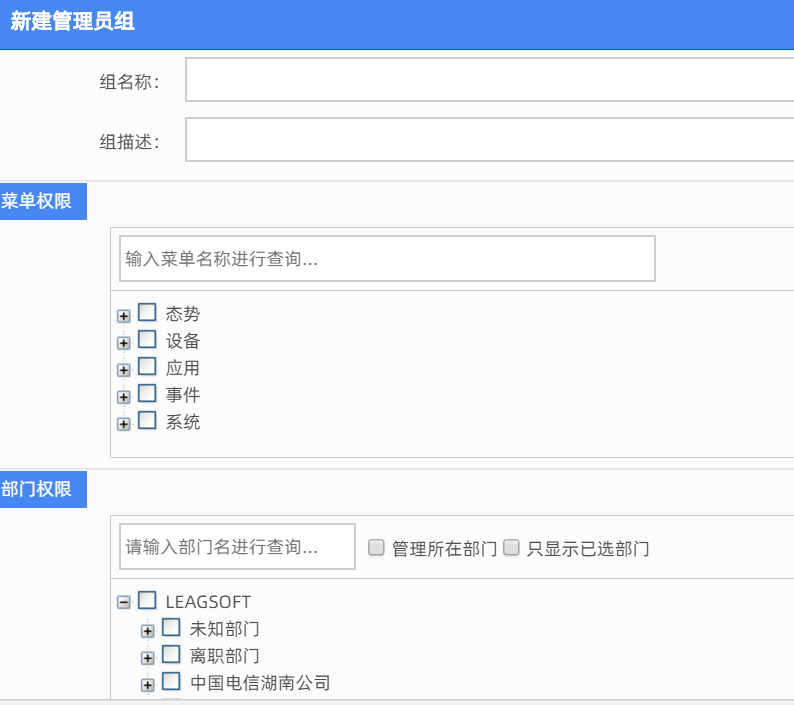 新建管理员组
组名称：
组描述：
菜单权限
输入菜单名称进行查询...
态势
设备
应用
事件
系统
部门权限
请输入部门名进行查询... 管理所在部门 只显示已选部门
LEAGSOFT
未知部门
离职部门
中国电信湖南公司